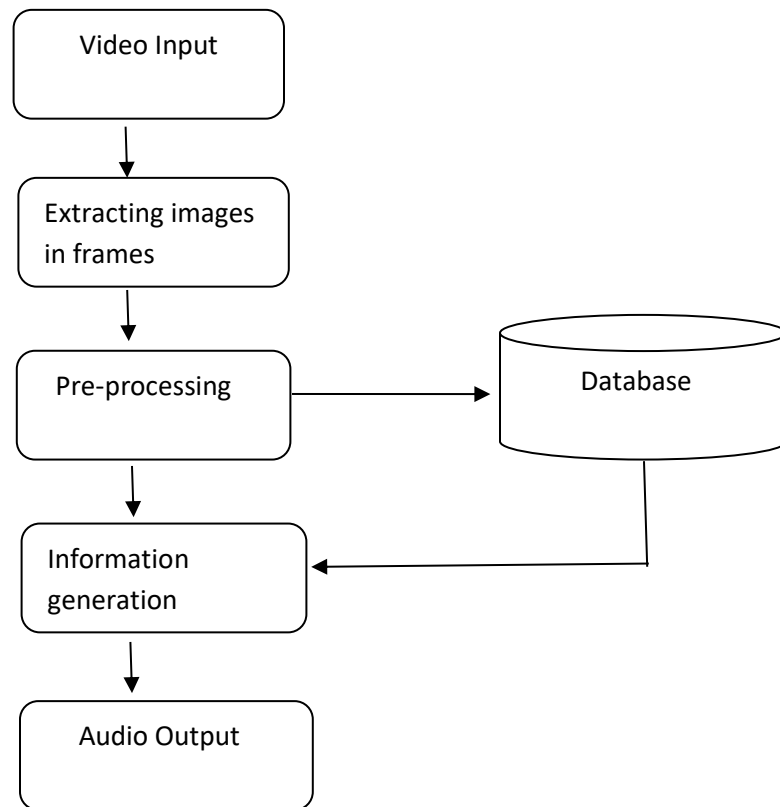 Video Input
Extracting images
in frames
Pre-processing
Database
Information
generation
Audio Output